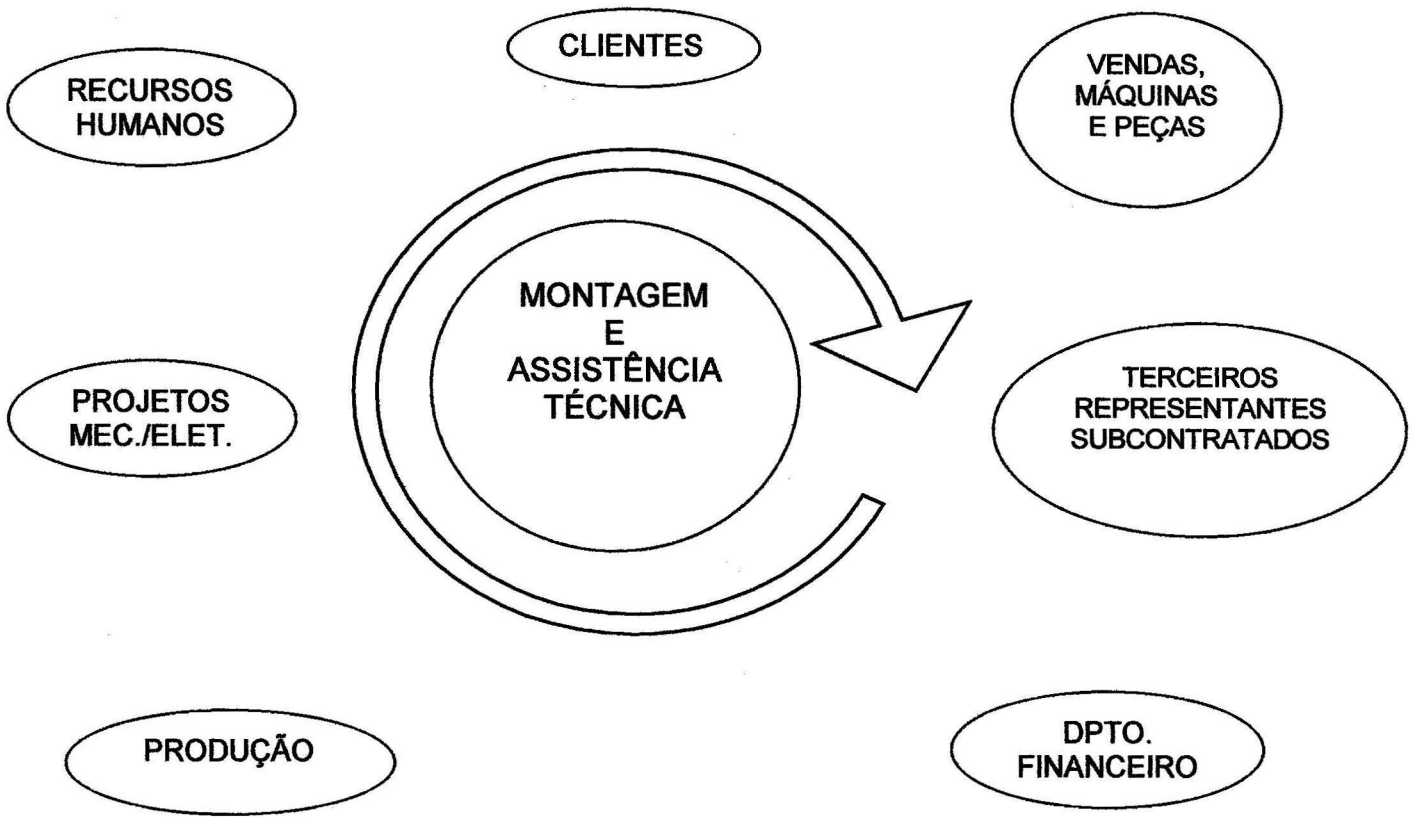 CLIENTES
RECURSOS
HUMANOS
VENDAS,
MÁQUINAS
E PEÇAS
MONTAGEM
E
ASSISTÊNCIA
TÉCNICA
PROJETOS
MEC./ELET.
TERCEIROS
REPRESENTANTES
SUBCONTRATADOS
PRODUÇÃO
DPTO.
FINANCEIRO